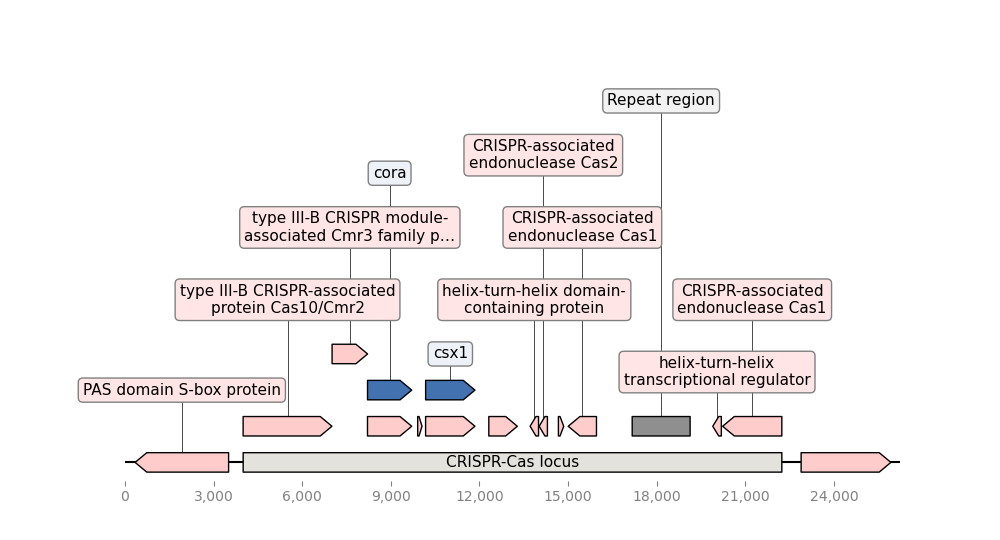 Repeat region
CRISPR-associated
endonuclease Cas2
cora
type III-B CRISPR module-
associated Cmr3 family p...
CRISPR-associated
endonuclease Cas1
type III-B CRISPR-associated
protein Cas10/Cmr2
helix-turn-helix domain-
containing protein
CRISPR-associated
endonuclease Cas1
csx1
helix-turn-helix
transcriptional regulator
PAS domain S-box protein
CRISPR-Cas locus
0 3,000 6,000 9,000 12,000 15,000 18,000 21,000 24,000